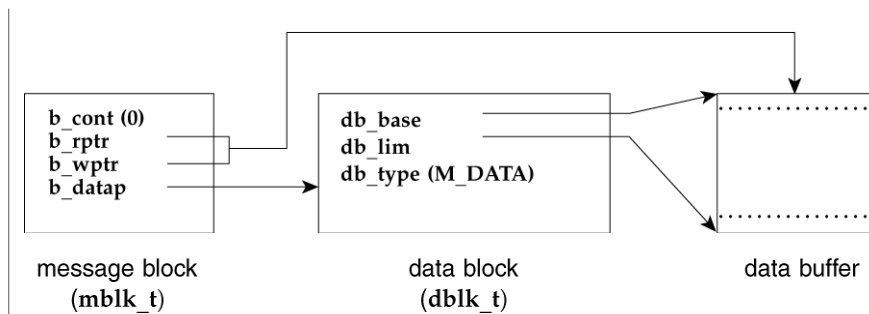 b_cont (0)
b_rptr
b_wptr
b_datap
db_base
db_lim
db_type (M_DATA)
message block
(mblk_t)
data block
(dblk_t)
data buffer